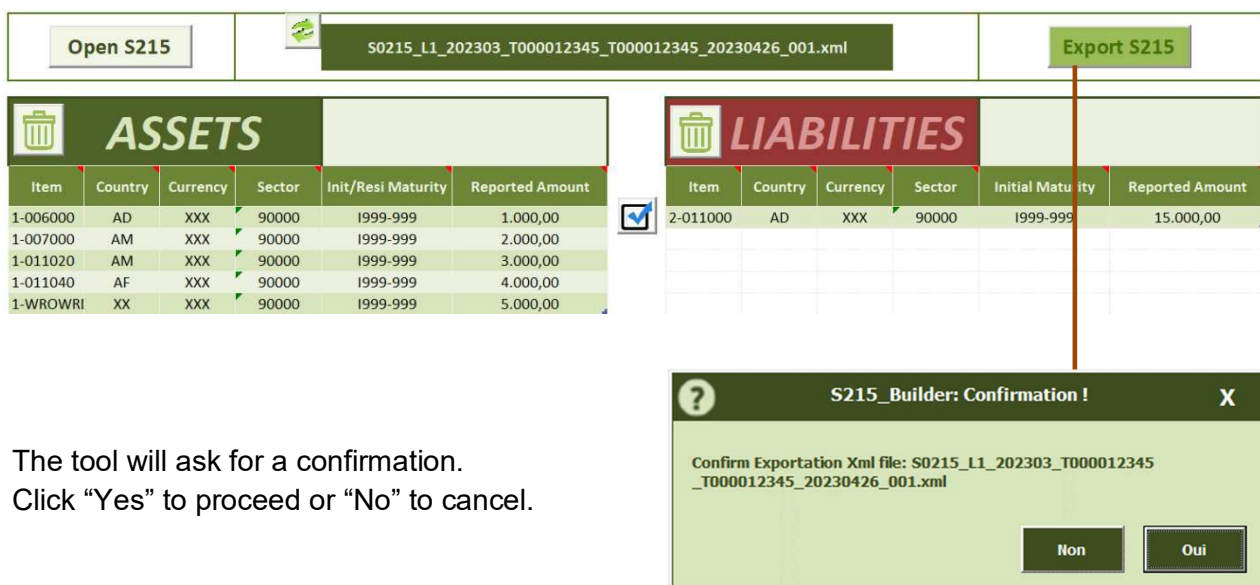 Open S215
S0215_L1_202303_T000012345_T000012345_20230426_001.xml
Export S215
ASSETS
Item Country Currency Sector Init/Resi Maturity Reported Amount
1-006000 AD XXX 90000 I999-999 1.000,00
1-007000 AM XXX 90000 I999-999 2.000,00
1-011020 AM XXX 90000 I999-999 3.000,00
1-011040 AF XXX 90000 I999-999 4.000,00
1-WROWRI XX XXX 90000 I999-999 5.000,00
LIABILITIES
Item Country Currency Sector Initial Maturity Reported Amount
2-011000 AD XXX 90000 I999-999 15.000,00
The tool will ask for a confirmation.
Click “Yes” to proceed or “No” to cancel.
? S215_Builder: Confirmation ! X
Confirm Exportation Xml file: S0215_L1_202303_T000012345
_T000012345_20230426_001.xml
Non Oui